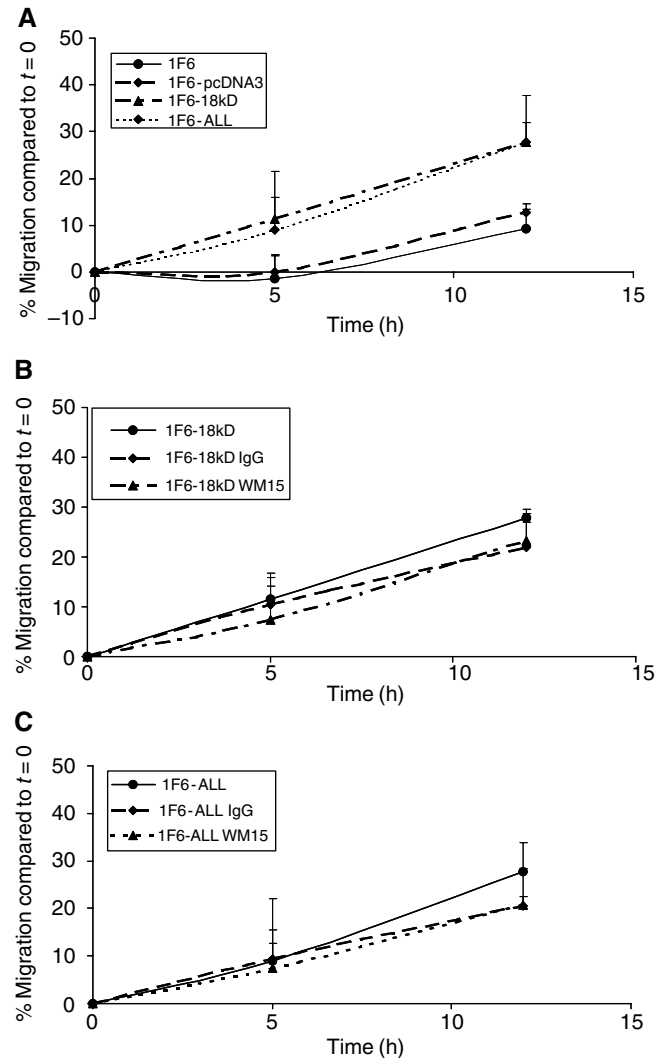 A
% Migration compared to t = 0
50
40
30
20
10
0
−10
1F6
1F6-pcDNA3
1F6-18kD
1F6-ALL
0
5
10
15
Time (h)
B
% Migration compared to t = 0
50
40
30
20
10
0
1F6-18kD
1F6-18kD IgG
1F6-18kD WM15
0
5
10
15
Time (h)
C
% Migration compared to t = 0
50
40
30
20
10
0
1F6-ALL
1F6-ALL IgG
1F6-ALL WM15
0
5
10
15
Time (h)